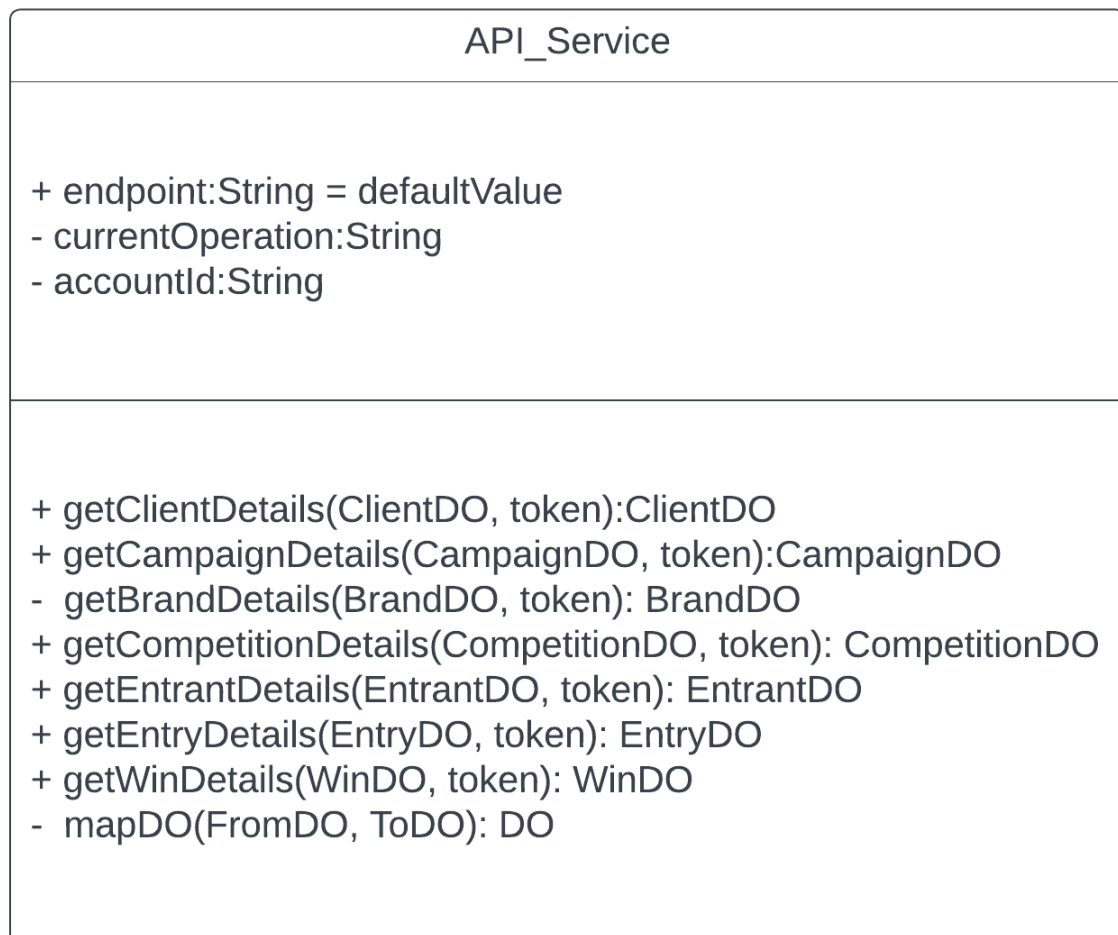 API_Service
+ endpoint:String = defaultValue
- currentOperation:String
- accountId:String
+ getClientDetails(ClientDO, token):ClientDO
+ getCampaignDetails(CampaignDO, token):CampaignDO
-  getBrandDetails(BrandDO, token): BrandDO
+ getCompetitionDetails(CompetitionDO, token): CompetitionDO
+ getEntrantDetails(EntrantDO, token): EntrantDO
+ getEntryDetails(EntryDO, token): EntryDO
+ getWinDetails(WinDO, token): WinDO
-  mapDO(FromDO, ToDO): DO